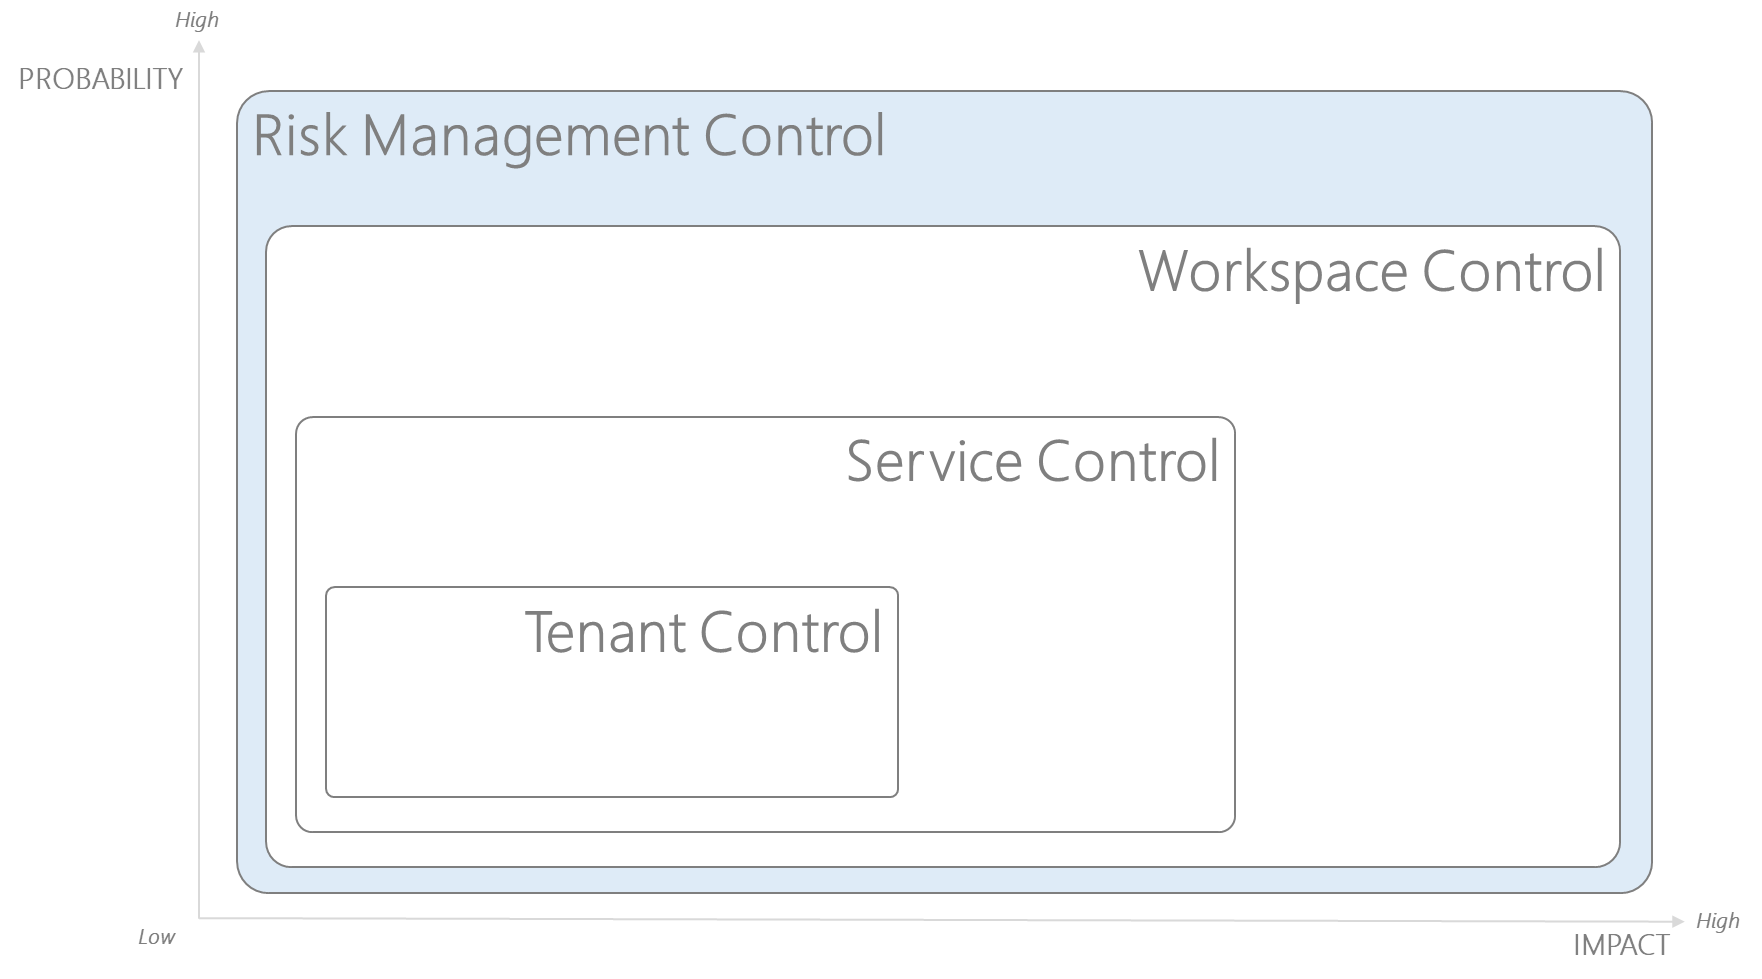 High
PROBABILITY
Risk Management Control
Workspace Control
Service Control
Tenant Control
Low
High
IMPACT